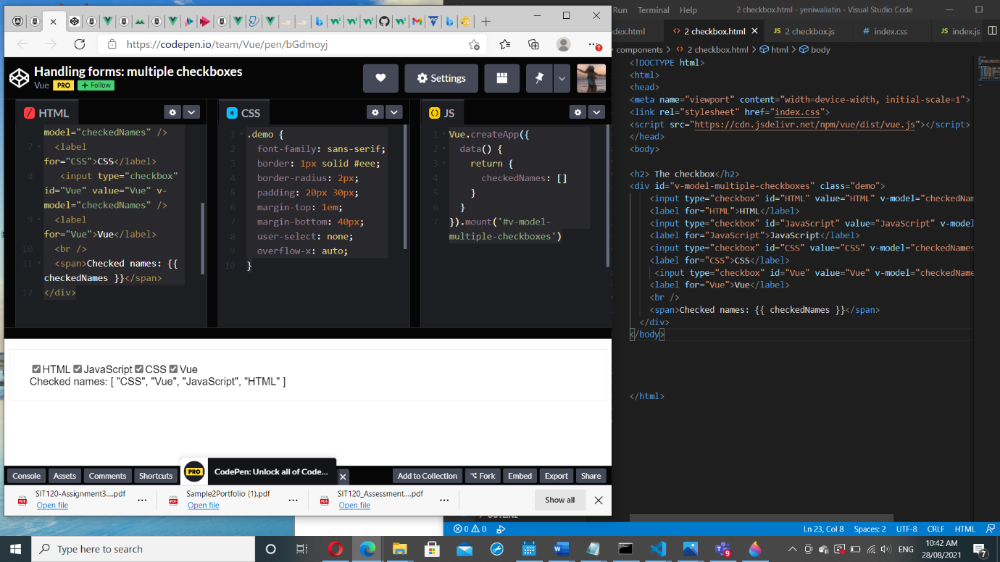 https://codepen.io/team/Vue/pen/bGdmoyj
Handling forms: multiple checkboxes
Vue PRO + Follow
Settings
HTML
model="checkedNames" />
7 <label
for="CSS">CSS</label>
8 <input type="checkbox"
id="Vue" value="Vue" v-
model="checkedNames" />
9 <label
for="Vue">Vue</label>
10 <br />
11 <span>Checked names: {{
checkedNames }}</span>
12 </div>
CSS
1 .demo {
2 font-family: sans-serif;
3 border: 1px solid #eee;
4 border-radius: 2px;
5 padding: 20px 30px;
6 margin-top: 1em;
7 margin-bottom: 40px;
8 user-select: none;
9 overflow-x: auto;
10 }
JS
1 Vue.createApp({
2 data() {
3 return {
4 checkedNames: []
5 }
6 }
7 }).mount('#v-model-
multiple-checkboxes')
HTML JavaScript CSS Vue
Checked names: [ "CSS", "Vue", "JavaScript", "HTML" ]
Console Assets Comments Shortcuts PRO CodePen: Unlock all of Code... Add to Collection Fork Embed Export Share
SIT120-Assignment3....pdf
Open file
Sample2Portfolio (1).pdf
Open file
SIT120_Assessment....pdf
Open file
Show all
Run Terminal Help 2 checkbox.html - yeniwaliatin - Visual Studio Code
dex.html <> 2 checkbox.html JS 2 checkbox.js # index.css JS index.js
components > <> 2 checkbox.html > html > body
<!DOCTYPE html>
<html>
<head>
<meta name="viewport" content="width=device-width, initial-scale=1">
<link rel="stylesheet" href="index.css">
<script src="https://cdn.jsdelivr.net/npm/vue/dist/vue.js"></script>
</head>
<body>
<h2> The checkbox</h2>
<div id="v-model-multiple-checkboxes" class="demo">
<input type="checkbox" id="HTML" value="HTML" v-model="checkedNam
<label for="HTML">HTML</label>
<input type="checkbox" id="JavaScript" value="JavaScript" v-model
<label for="JavaScript">JavaScript</label>
<input type="checkbox" id="CSS" value="CSS" v-model="checkedNames
<label for="CSS">CSS</label>
<input type="checkbox" id="Vue" value="Vue" v-model="checkedName
<label for="Vue">Vue</label>
<br />
<span>Checked names: {{ checkedNames }}</span>
</div>
</body>
</html>
0 0 Ln 23, Col 8 Spaces: 2 UTF-8 CRLF HTML
Type here to search
9
ENG
10:42 AM
28/08/2021
7